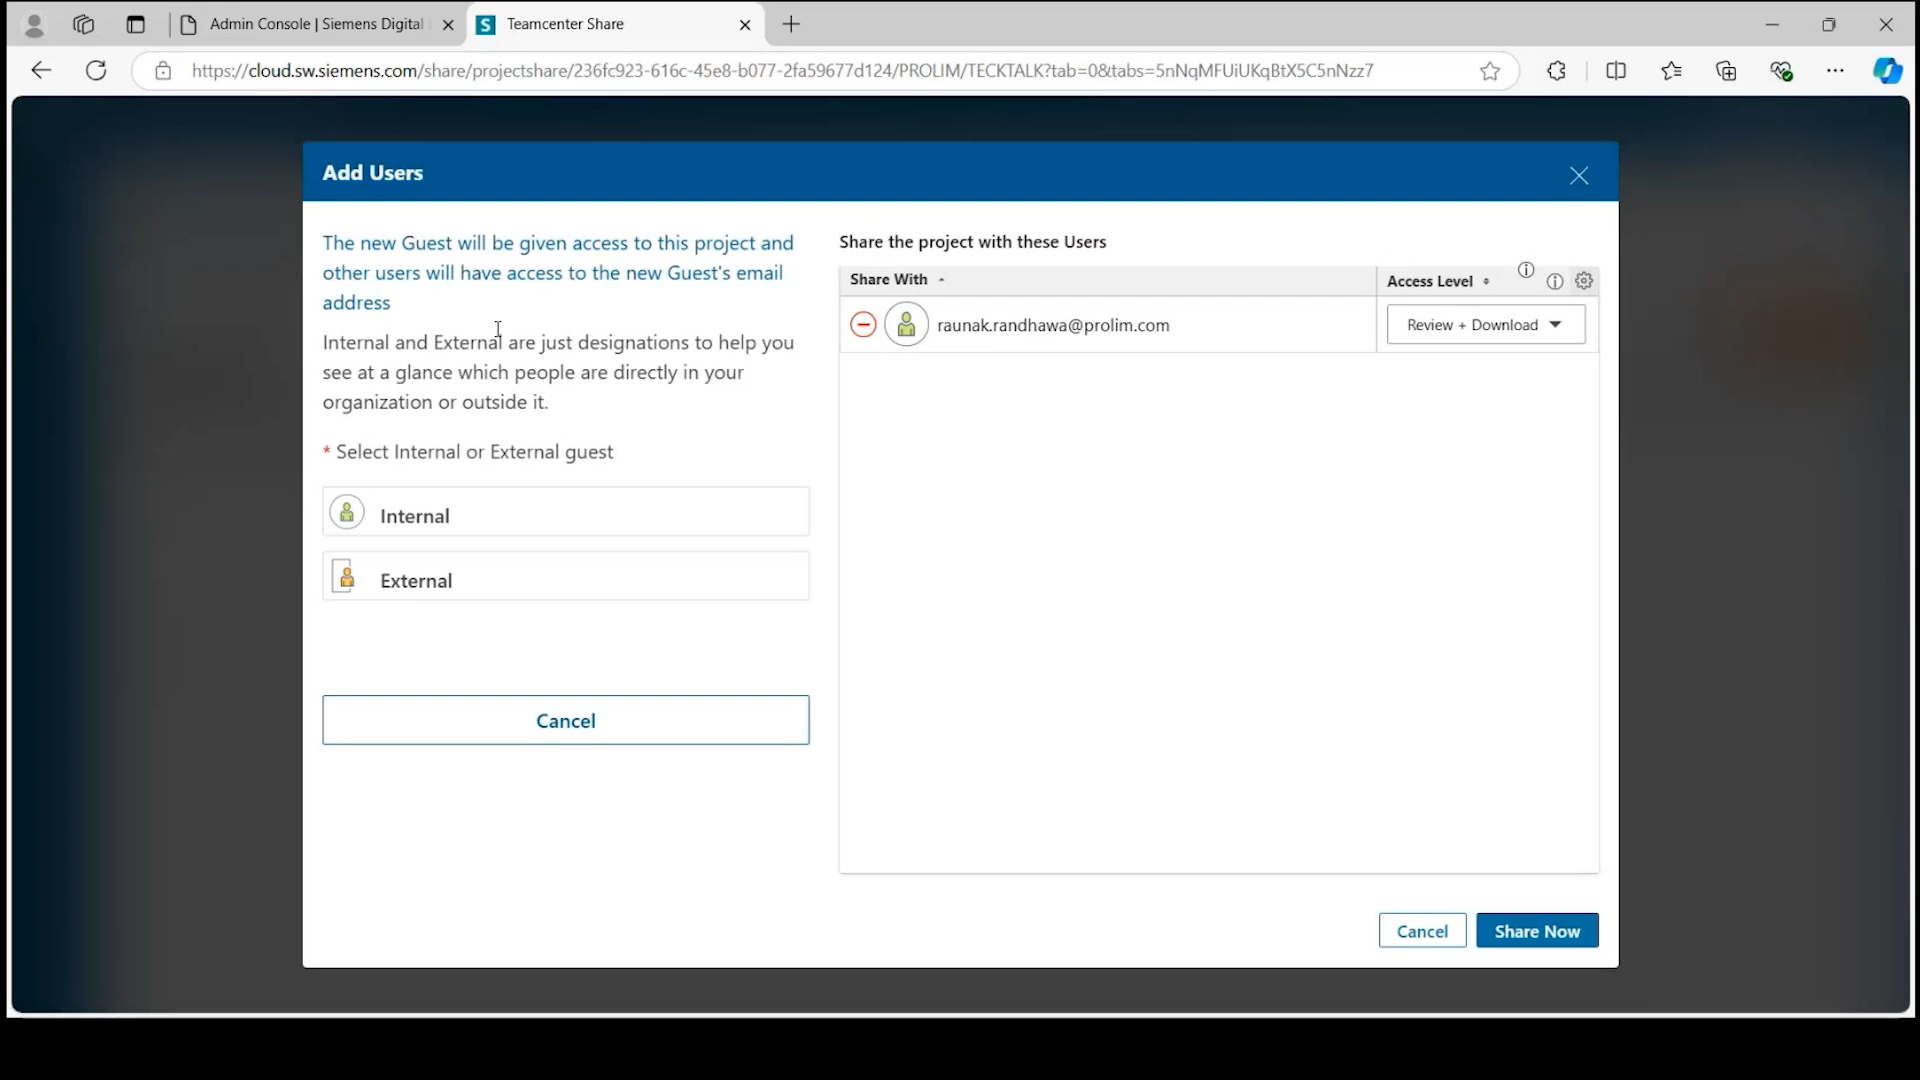 Admin Console | Siemens Digital
S Teamcenter Share
https://cloud.sw.siemens.com/share/projectshare/236fc923-616c-45e8-b077-2fa59677d124/PROLIM/TECKTALK?tab=0&tabs=5nNqMFUiUKqBtX5C5nNzz7
Add Users
The new Guest will be given access to this project and
other users will have access to the new Guest's email
address
Internal and External are just designations to help you
see at a glance which people are directly in your
organization or outside it.
* Select Internal or External guest
Internal
External
Cancel
Share the project with these Users
Share With
Access Level
raunak.randhawa@prolim.com
Review + Download
Cancel
Share Now